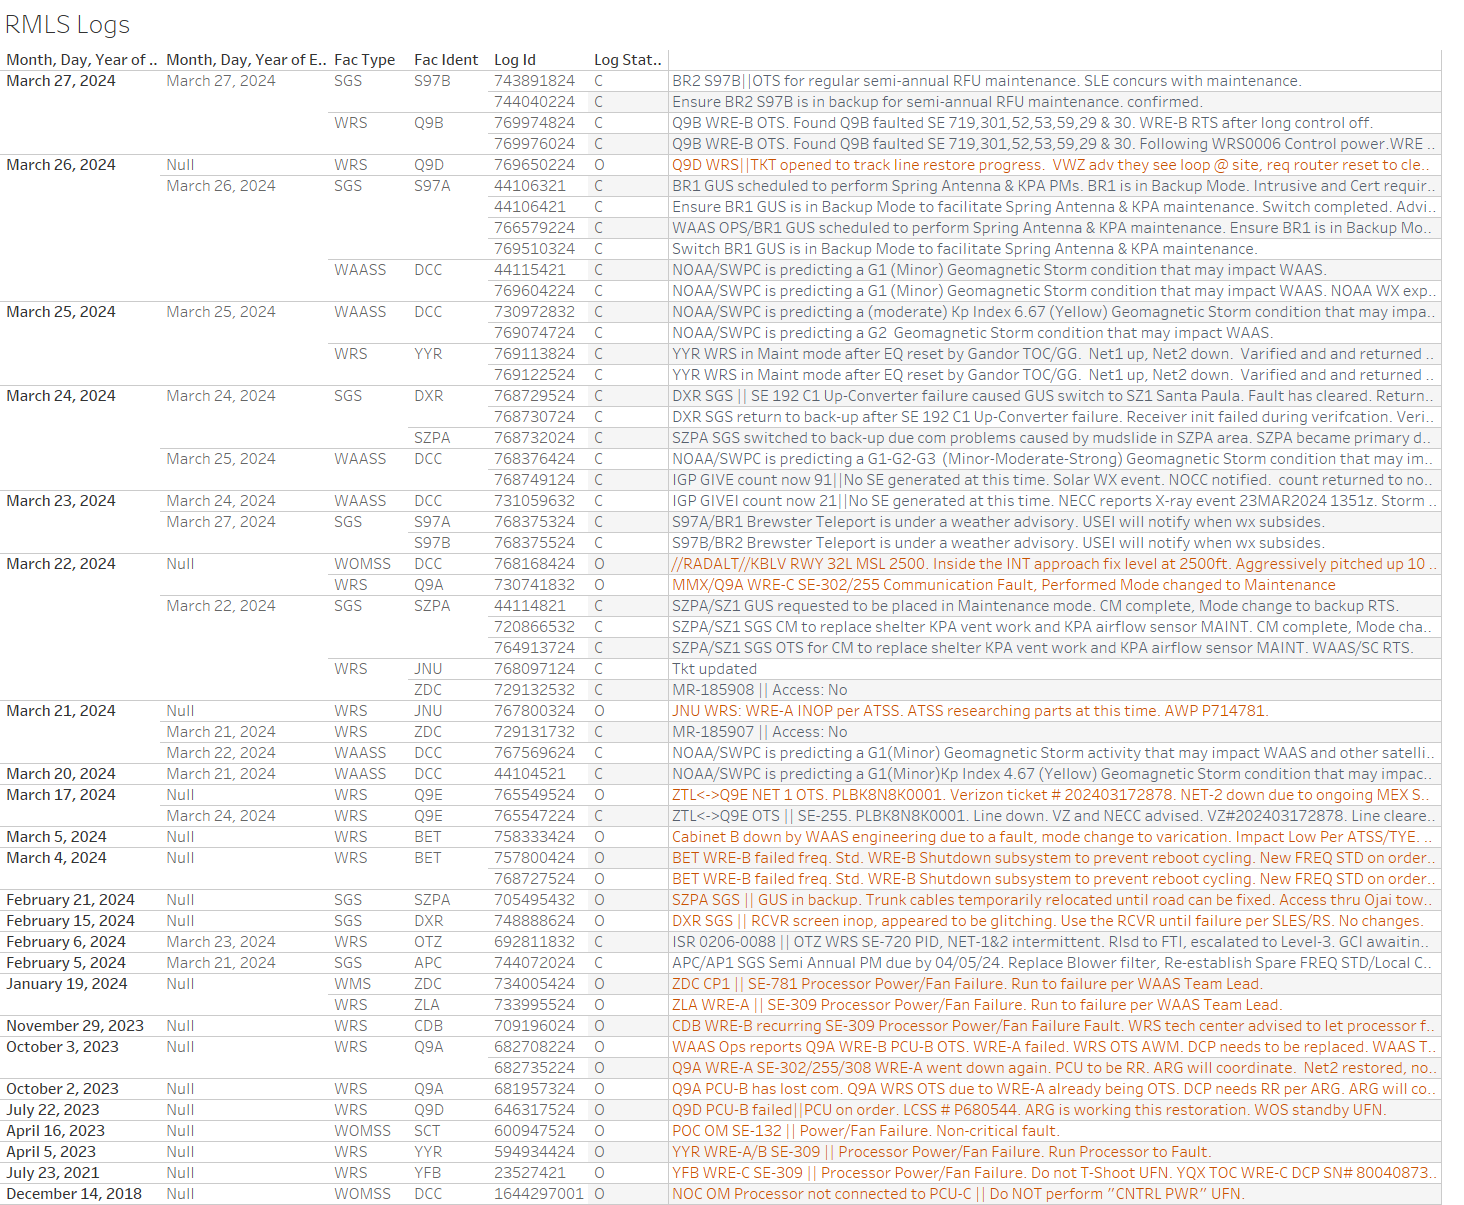 RMLS Logs
Month, Day, Year of .. Month, Day, Year of E.. Fac Type Fac Ident Log Id Log Stat..
March 27, 2024 March 27, 2024 SGS S97B 743891824 C BR2 S97B||OTS for regular semi-annual RFU maintenance. SLE concurs with maintenance.
744040224 C Ensure BR2 S97B is in backup for semi-annual RFU maintenance. confirmed.
WRS Q9B 769974824 C Q9B WRE-B OTS. Found Q9B faulted SE 719,301,52,53,59,29 & 30. WRE-B RTS after long control off.
769976024 C Q9B WRE-B OTS. Found Q9B faulted SE 719,301,52,53,59,29 & 30. Following WRS0006 Control power.WRE ..
March 26, 2024 Null WRS Q9D 769650224 O Q9D WRS||TKT opened to track line restore progress.  VWZ adv they see loop @ site, req router reset to cle..
March 26, 2024 SGS S97A 44106321 C BR1 GUS scheduled to perform Spring Antenna & KPA PMs. BR1 is in Backup Mode. Intrusive and Cert requir..
44106421 C Ensure BR1 GUS is in Backup Mode to facilitate Spring Antenna & KPA maintenance. Switch completed. Advi..
766579224 C WAAS OPS/BR1 GUS scheduled to perform Spring Antenna & KPA maintenance. Ensure BR1 is in Backup Mo..
769510324 C Switch BR1 GUS is in Backup Mode to facilitate Spring Antenna & KPA maintenance.
WAASS DCC 44115421 C NOAA/SWPC is predicting a G1 (Minor) Geomagnetic Storm condition that may impact WAAS.
769604224 C NOAA/SWPC is predicting a G1 (Minor) Geomagnetic Storm condition that may impact WAAS. NOAA WX exp..
March 25, 2024 March 25, 2024 WAASS DCC 730972832 C NOAA/SWPC is predicting a (moderate) Kp Index 6.67 (Yellow) Geomagnetic Storm condition that may impa..
769074724 C NOAA/SWPC is predicting a G2  Geomagnetic Storm condition that may impact WAAS.
WRS YYR 769113824 C YYR WRS in Maint mode after EQ reset by Gandor TOC/GG.  Net1 up, Net2 down.  Varified and and returned ..
769122524 C YYR WRS in Maint mode after EQ reset by Gandor TOC/GG.  Net1 up, Net2 down.  Varified and and returned ..
March 24, 2024 March 24, 2024 SGS DXR 768729524 C DXR SGS || SE 192 C1 Up-Converter failure caused GUS switch to SZ1 Santa Paula. Fault has cleared. Return..
768730724 C DXR SGS return to back-up after SE 192 C1 Up-Converter failure. Receiver init failed during verifcation. Veri..
SZPA 768732024 C SZPA SGS switched to back-up due com problems caused by mudslide in SZPA area. SZPA became primary d..
March 25, 2024 WAASS DCC 768376424 C NOAA/SWPC is predicting a G1-G2-G3  (Minor-Moderate-Strong) Geomagnetic Storm condition that may im..
768749124 C IGP GIVE count now 91||No SE generated at this time. Solar WX event. NOCC notified.  count returned to no..
March 23, 2024 March 24, 2024 WAASS DCC 731059632 C IGP GIVEI count now 21||No SE generated at this time. NECC reports X-ray event 23MAR2024 1351z. Storm ..
March 27, 2024 SGS S97A 768375324 C S97A/BR1 Brewster Teleport is under a weather advisory. USEI will notify when wx subsides.
S97B 768375524 C S97B/BR2 Brewster Teleport is under a weather advisory. USEI will notify when wx subsides.
March 22, 2024 Null WOMSS DCC 768168424 O //RADALT//KBLV RWY 32L MSL 2500. Inside the INT approach fix level at 2500ft. Aggressively pitched up 10 ..
WRS Q9A 730741832 O MMX/Q9A WRE-C SE-302/255 Communication Fault, Performed Mode changed to Maintenance
March 22, 2024 SGS SZPA 44114821 C SZPA/SZ1 GUS requested to be placed in Maintenance mode. CM complete, Mode change to backup RTS.
720866532 C SZPA/SZ1 SGS CM to replace shelter KPA vent work and KPA airflow sensor MAINT. CM complete, Mode cha..
764913724 C SZPA/SZ1 SGS OTS for CM to replace shelter KPA vent work and KPA airflow sensor MAINT. WAAS/SC RTS.
WRS JNU 768097124 C Tkt updated
ZDC 729132532 C MR-185908 || Access: No
March 21, 2024 Null WRS JNU 767800324 O JNU WRS: WRE-A INOP per ATSS. ATSS researching parts at this time. AWP P714781.
March 21, 2024 WRS ZDC 729131732 C MR-185907 || Access: No
March 22, 2024 WAASS DCC 767569624 C NOAA/SWPC is predicting a G1(Minor) Geomagnetic Storm activity that may impact WAAS and other satelli..
March 20, 2024 March 21, 2024 WAASS DCC 44104521 C NOAA/SWPC is predicting a G1(Minor)Kp Index 4.67 (Yellow) Geomagnetic Storm condition that may impac..
March 17, 2024 Null WRS Q9E 765549524 O ZTL<->Q9E NET 1 OTS. PLBK8N8K0001. Verizon ticket # 202403172878. NET-2 down due to ongoing MEX S..
March 24, 2024 WRS Q9E 765547224 C ZTL<->Q9E OTS || SE-255. PLBK8N8K0001. Line down. VZ and NECC advised. VZ#202403172878. Line cleare..
March 5, 2024 Null WRS BET 758333424 O Cabinet B down by WAAS engineering due to a fault, mode change to varication. Impact Low Per ATSS/TYE. ..
March 4, 2024 Null WRS BET 757800424 O BET WRE-B failed freq. Std. WRE-B Shutdown subsystem to prevent reboot cycling. New FREQ STD on order..
768727524 O BET WRE-B failed freq. Std. WRE-B Shutdown subsystem to prevent reboot cycling. New FREQ STD on order..
February 21, 2024 Null SGS SZPA 705495432 O SZPA SGS || GUS in backup. Trunk cables temporarily relocated until road can be fixed. Access thru Ojai tow..
February 15, 2024 Null SGS DXR 748888624 O DXR SGS || RCVR screen inop, appeared to be glitching. Use the RCVR until failure per SLES/RS. No changes.
February 6, 2024 March 23, 2024 WRS OTZ 692811832 C ISR 0206-0088 || OTZ WRS SE-720 PID, NET-1&2 intermittent. Rlsd to FTI, escalated to Level-3. GCI awaitin..
February 5, 2024 March 21, 2024 SGS APC 744072024 C APC/AP1 SGS Semi Annual PM due by 04/05/24. Replace Blower filter, Re-establish Spare FREQ STD/Local C..
January 19, 2024 Null WMS ZDC 734005424 O ZDC CP1 || SE-781 Processor Power/Fan Failure. Run to failure per WAAS Team Lead.
WRS ZLA 733995524 O ZLA WRE-A || SE-309 Processor Power/Fan Failure. Run to failure per WAAS Team Lead.
November 29, 2023 Null WRS CDB 709196024 O CDB WRE-B recurring SE-309 Processor Power/Fan Failure Fault. WRS tech center advised to let processor f..
October 3, 2023 Null WRS Q9A 682708224 O WAAS Ops reports Q9A WRE-B PCU-B OTS. WRE-A failed. WRS OTS AWM. DCP needs to be replaced. WAAS T..
682735224 O Q9A WRE-A SE-302/255/308 WRE-A went down again. PCU to be RR. ARG will coordinate.  Net2 restored, no..
October 2, 2023 Null WRS Q9A 681957324 O Q9A PCU-B has lost com. Q9A WRS OTS due to WRE-A already being OTS. DCP needs RR per ARG. ARG will co..
July 22, 2023 Null WRS Q9D 646317524 O Q9D PCU-B failed||PCU on order. LCSS # P680544. ARG is working this restoration. WOS standby UFN.
April 16, 2023 Null WOMSS SCT 600947524 O POC OM SE-132 || Power/Fan Failure. Non-critical fault.
April 5, 2023 Null WRS YYR 594934424 O YYR WRE-A/B SE-309 || Processor Power/Fan Failure. Run Processor to Fault.
July 23, 2021 Null WRS YFB 23527421 O YFB WRE-C SE-309 || Processor Power/Fan Failure. Do not T-Shoot UFN. YQX TOC WRE-C DCP SN# 80040873..
December 14, 2018 Null WOMSS DCC 1644297001 O NOC OM Processor not connected to PCU-C || Do NOT perform "CNTRL PWR" UFN.